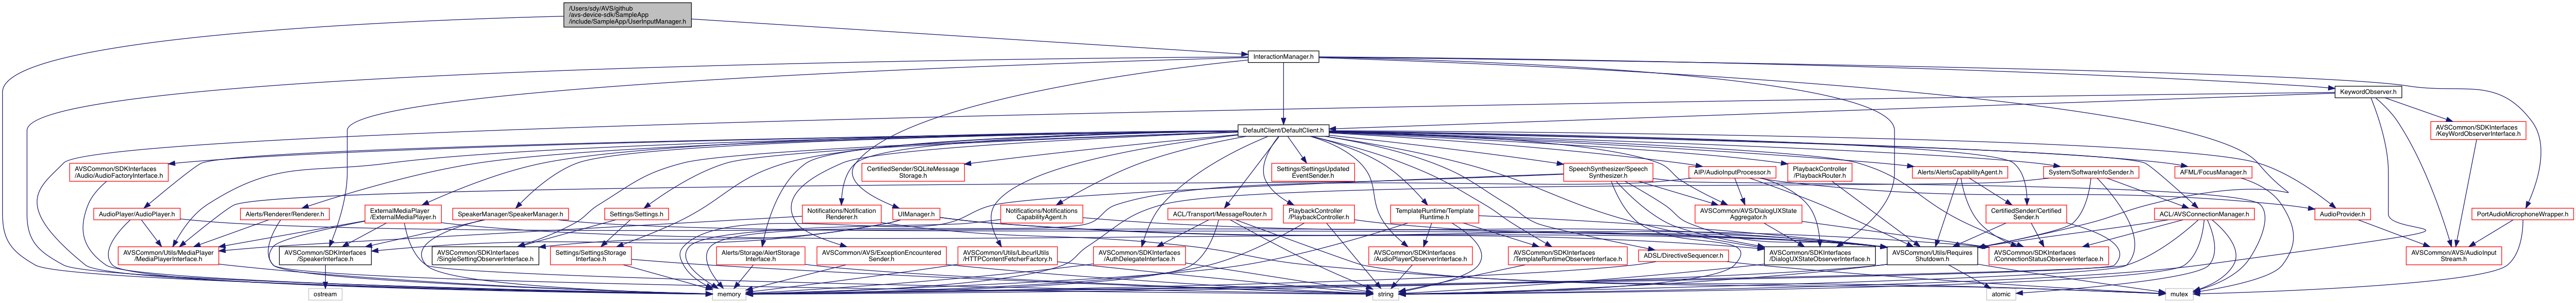 /Users/sdy/AVS/github
/avs-device-sdk/SampleApp
/include/SampleApp/UserInputManager.h
InteractionManager.h
KeywordObserver.h
DefaultClient/DefaultClient.h
AVSCommon/SDKInterfaces
/KeyWordObserverInterface.h
AVSCommon/SDKInterfaces
/Audio/AudioFactoryInterface.h
CertifiedSender/SQLiteMessage
Storage.h
Settings/SettingsUpdated
EventSender.h
SpeechSynthesizer/Speech
Synthesizer.h
AIP/AudioInputProcessor.h
PlaybackController
/PlaybackRouter.h
Alerts/AlertsCapabilityAgent.h
System/SoftwareInfoSender.h
AFML/FocusManager.h
AudioPlayer/AudioPlayer.h
Alerts/Renderer/Renderer.h
ExternalMediaPlayer
/ExternalMediaPlayer.h
SpeakerManager/SpeakerManager.h
Settings/Settings.h
Notifications/Notification
Renderer.h
UIManager.h
Notifications/Notifications
CapabilityAgent.h
ACL/Transport/MessageRouter.h
PlaybackController
/PlaybackController.h
TemplateRuntime/Template
Runtime.h
AVSCommon/AVS/DialogUXState
Aggregator.h
CertifiedSender/Certified
Sender.h
ACL/AVSConnectionManager.h
AudioProvider.h
PortAudioMicrophoneWrapper.h
AVSCommon/Utils/MediaPlayer
/MediaPlayerInterface.h
AVSCommon/SDKInterfaces
/SpeakerInterface.h
AVSCommon/SDKInterfaces
/SingleSettingObserverInterface.h
Settings/SettingsStorage
Interface.h
Alerts/Storage/AlertStorage
Interface.h
AVSCommon/AVS/ExceptionEncountered
Sender.h
AVSCommon/Utils/LibcurlUtils
/HTTPContentFetcherFactory.h
AVSCommon/SDKInterfaces
/AuthDelegateInterface.h
AVSCommon/SDKInterfaces
/AudioPlayerObserverInterface.h
AVSCommon/SDKInterfaces
/TemplateRuntimeObserverInterface.h
ADSL/DirectiveSequencer.h
AVSCommon/SDKInterfaces
/DialogUXStateObserverInterface.h
AVSCommon/Utils/Requires
Shutdown.h
AVSCommon/SDKInterfaces
/ConnectionStatusObserverInterface.h
AVSCommon/AVS/AudioInput
Stream.h
ostream
memory
string
atomic
mutex